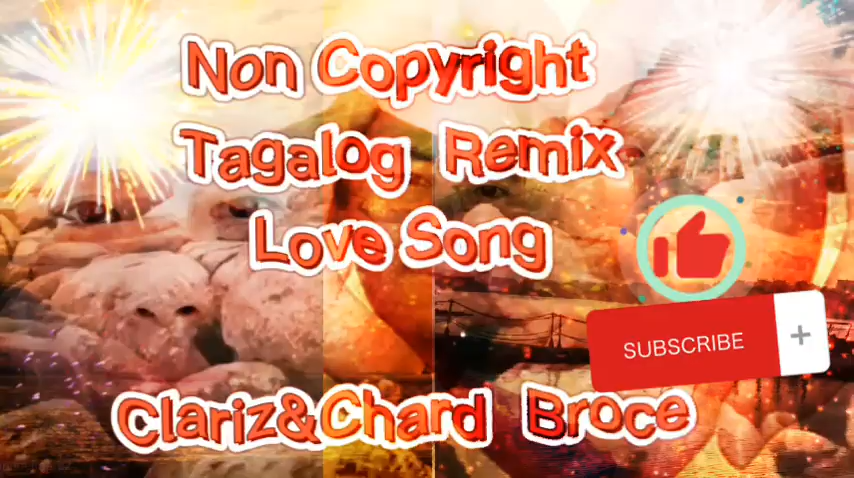 Non Copyright
Tagalog Remix
Love Song
SUBSCRIBE +
Clariz&Chard Broce